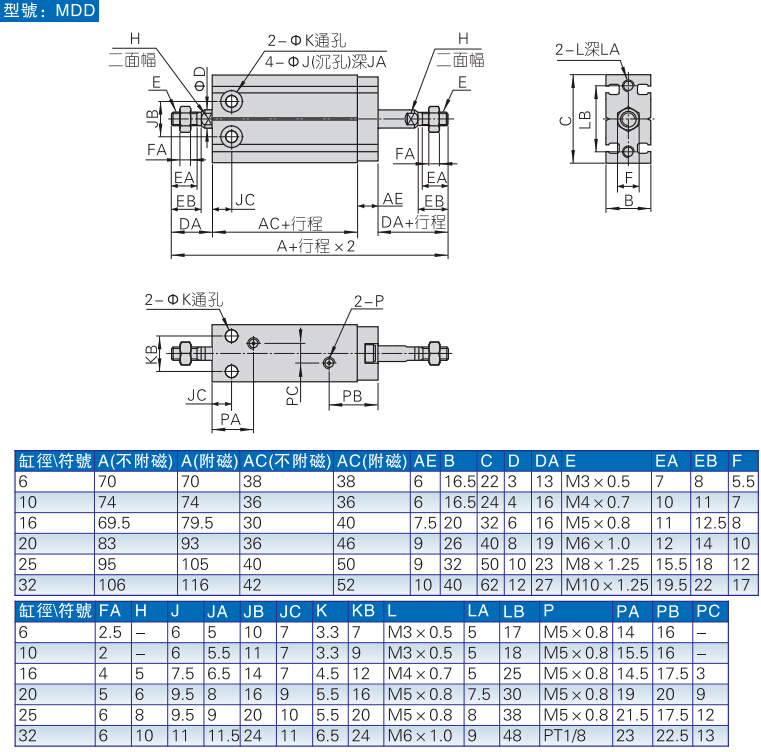 型號：MDD
H
二面幅
ΦD
2-ΦK通孔
4-ΦJ(沉孔)深JA
H
二面幅
E
E
JB
FA
EA
EB
DA
JC
AC+行程
A+行程×2
FA
EA
EB
AE
DA+行程
2-L深LA
C
LB
F
B
2-ΦK通孔
2-P
KB
JC
PA
PC
PB
缸徑\符號 A(不附磁) A(附磁) AC(不附磁) AC(附磁) AE B C D DA E EA EB F
6 70 70 38 38 6 16.5 22 3 13 M3×0.5 7 8 5.5
10 74 74 36 36 6 16.5 24 4 16 M4×0.7 10 11 7
16 69.5 79.5 30 40 7.5 20 32 6 16 M5×0.8 11 12.5 8
20 83 93 36 46 9 26 40 8 19 M6×1.0 12 14 10
25 95 105 40 50 9 32 50 10 23 M8×1.25 15.5 18 12
32 106 116 42 52 10 40 62 12 27 M10×1.25 19.5 22 17
缸徑\符號 FA H J JA JB JC K KB L LA LB P PA PB PC
6 2.5 – 6 5 10 7 3.3 7 M3×0.5 5 17 M5×0.8 14 16 –
10 2 – 6 5.5 11 7 3.3 9 M3×0.5 5 18 M5×0.8 15.5 16 –
16 4 5 7.5 6.5 14 7 4.5 12 M4×0.7 5 25 M5×0.8 14.5 17.5 3
20 5 6 9.5 8 16 9 5.5 16 M5×0.8 7.5 30 M5×0.8 19 20 9
25 6 8 9.5 9 20 10 5.5 20 M5×0.8 8 38 M5×0.8 21.5 17.5 12
32 6 10 11 11.5 24 11 6.5 24 M6×1.0 9 48 PT1/8 23 22.5 13